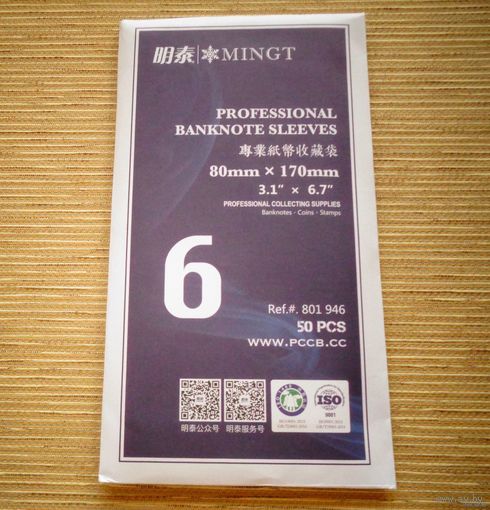 明泰 MINGT
PROFESSIONAL
BANKNOTE SLEEVES
專業紙幣收藏袋
80mm × 170mm
3.1" × 6.7"
PROFESSIONAL COLLECTING SUPPLIES
Banknotes · Coins · Stamps
6
Ref.#. 801 946
50 PCS
WWW.PCCB.CC
ISO
9001
明泰公众号 明泰服务号